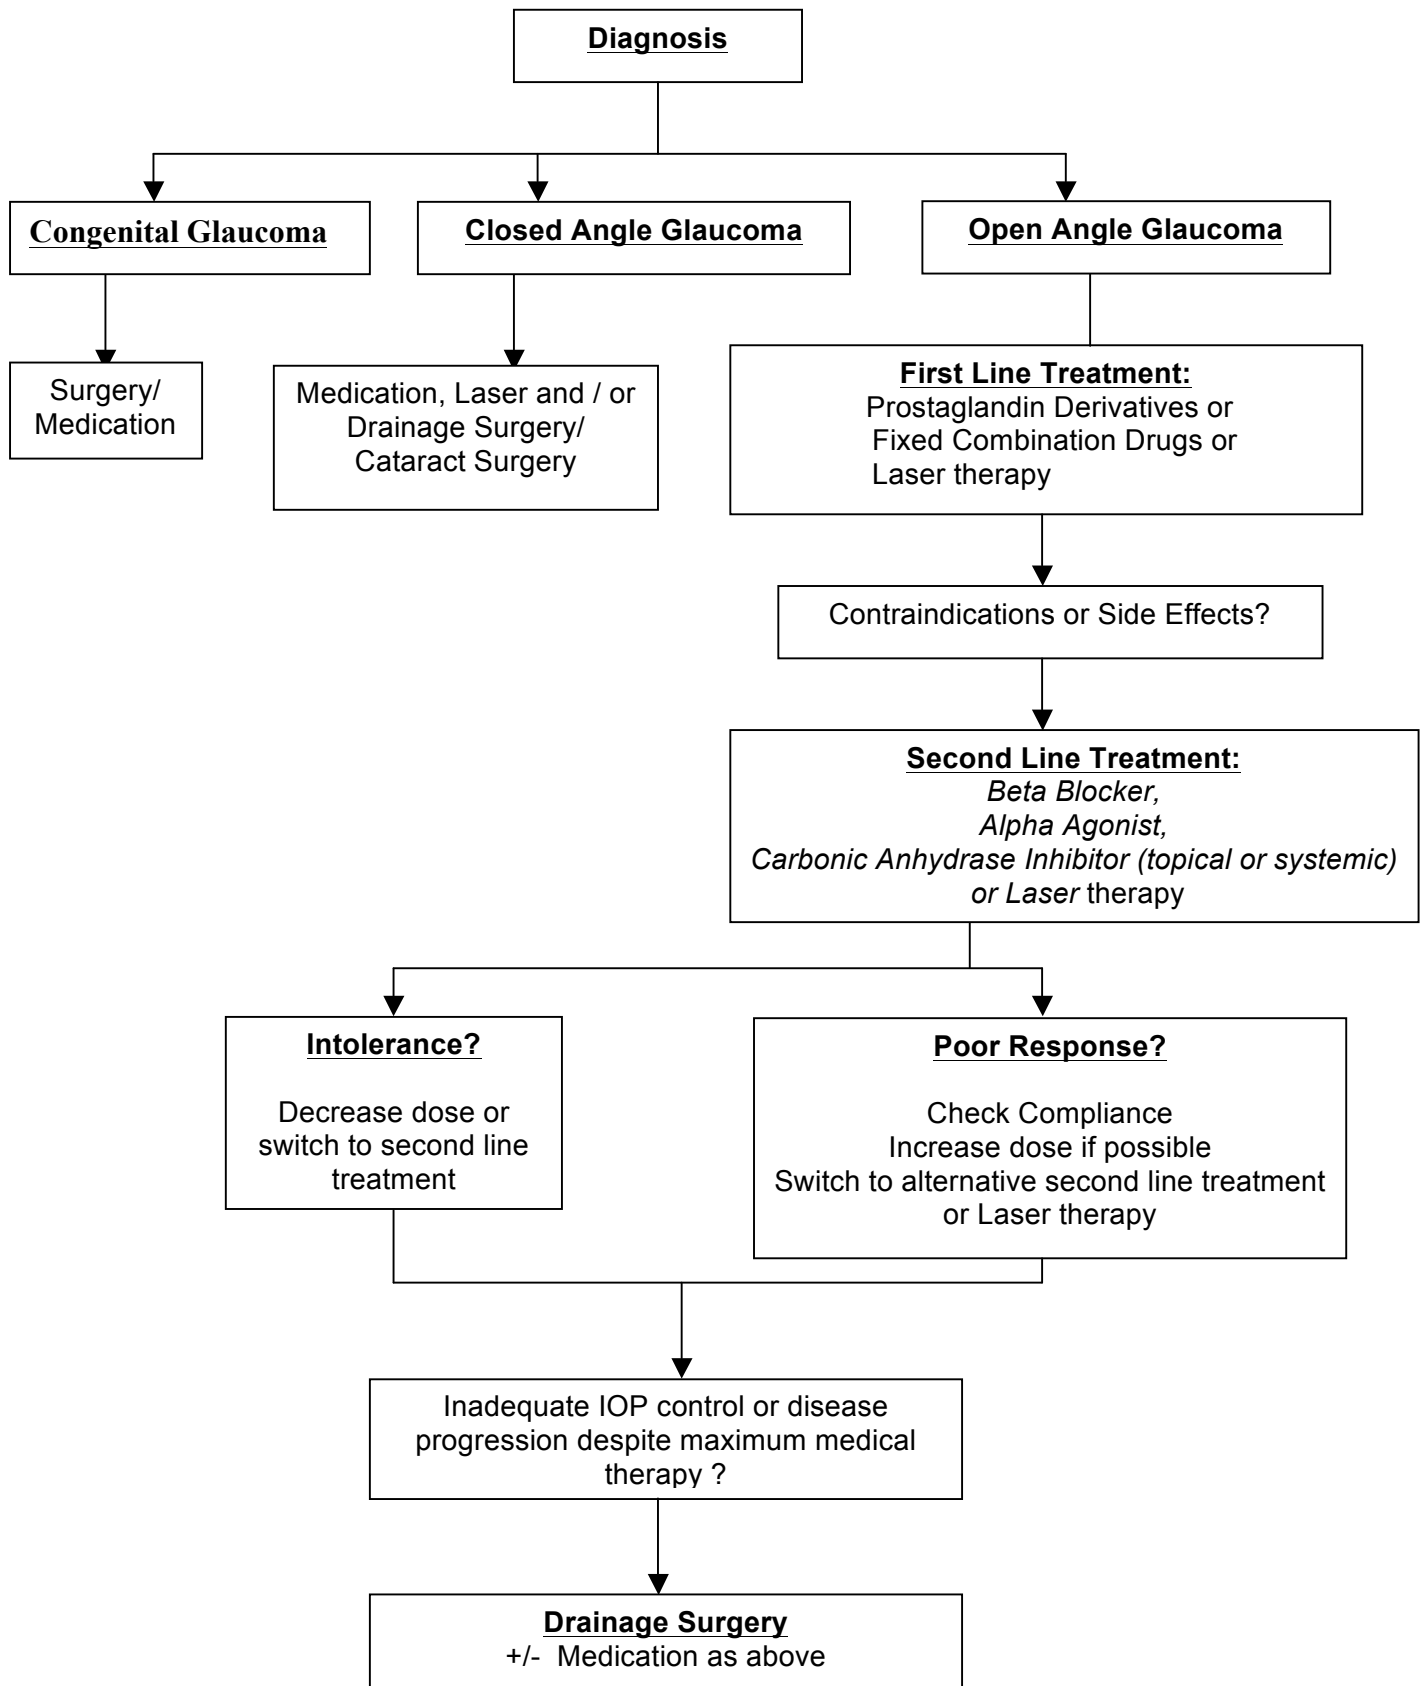 Diagnosis
Congenital Glaucoma
Closed Angle Glaucoma
Open Angle Glaucoma
Surgery/
Medication
Medication, Laser and / or
Drainage Surgery/
Cataract Surgery
First Line Treatment:
Prostaglandin Derivatives or
Fixed Combination Drugs or
Laser therapy
Contraindications or Side Effects?
Second Line Treatment:
Beta Blocker,
Alpha Agonist,
Carbonic Anhydrase Inhibitor (topical or systemic)
or Laser therapy
Intolerance?
Decrease dose or
switch to second line
treatment
Poor Response?
Check Compliance
Increase dose if possible
Switch to alternative second line treatment
or Laser therapy
Inadequate IOP control or disease
progression despite maximum medical
therapy ?
Drainage Surgery
+/- Medication as above